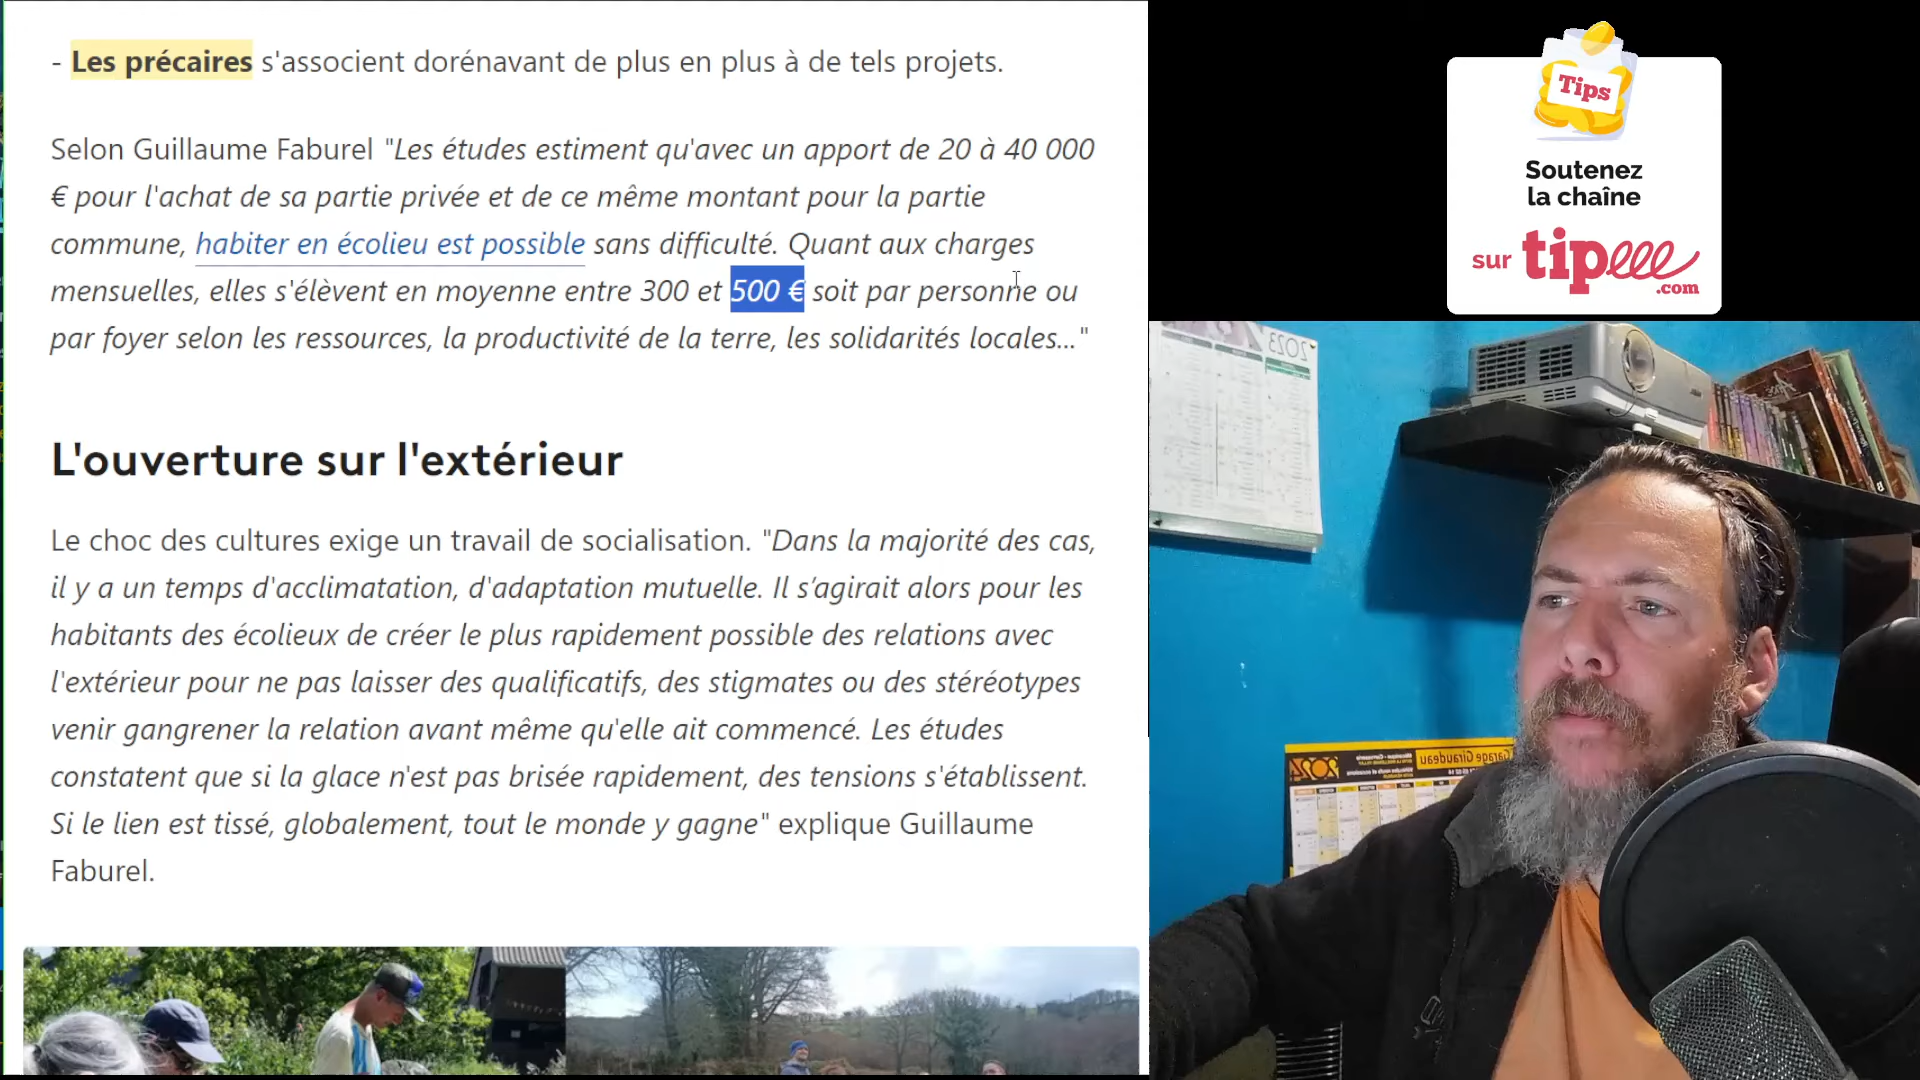 - Les précaires s'associent dorénavant de plus en plus à de tels projets.
Selon Guillaume Faburel "Les études estiment qu'avec un apport de 20 à 40 000
€ pour l'achat de sa partie privée et de ce même montant pour la partie
commune, habiter en écolieu est possible sans difficulté. Quant aux charges
mensuelles, elles s'élèvent en moyenne entre 300 et 500 € soit par personne ou
par foyer selon les ressources, la productivité de la terre, les solidarités locales..."
L'ouverture sur l'extérieur
Le choc des cultures exige un travail de socialisation. "Dans la majorité des cas,
il y a un temps d'acclimatation, d'adaptation mutuelle. Il s’agirait alors pour les
habitants des écolieux de créer le plus rapidement possible des relations avec
l'extérieur pour ne pas laisser des qualificatifs, des stigmates ou des stéréotypes
venir gangrener la relation avant même qu'elle ait commencé. Les études
constatent que si la glace n'est pas brisée rapidement, des tensions s'établissent.
Si le lien est tissé, globalement, tout le monde y gagne" explique Guillaume
Faburel.
Tips
Soutenez
la chaîne
sur tipeee
.com
2023
Garage Giraudeau
2024